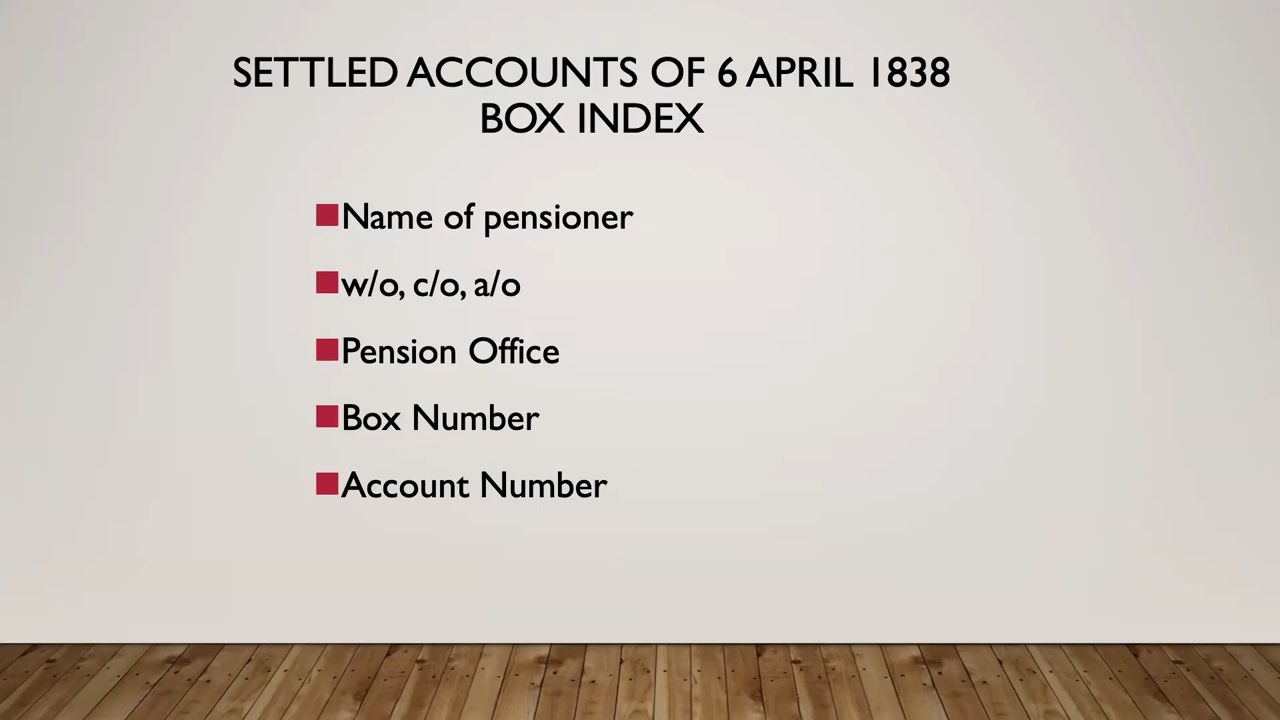 SETTLED ACCOUNTS OF 6 APRIL 1838
BOX INDEX
Name of pensioner
w/o, c/o, a/o
Pension Office
Box Number
Account Number